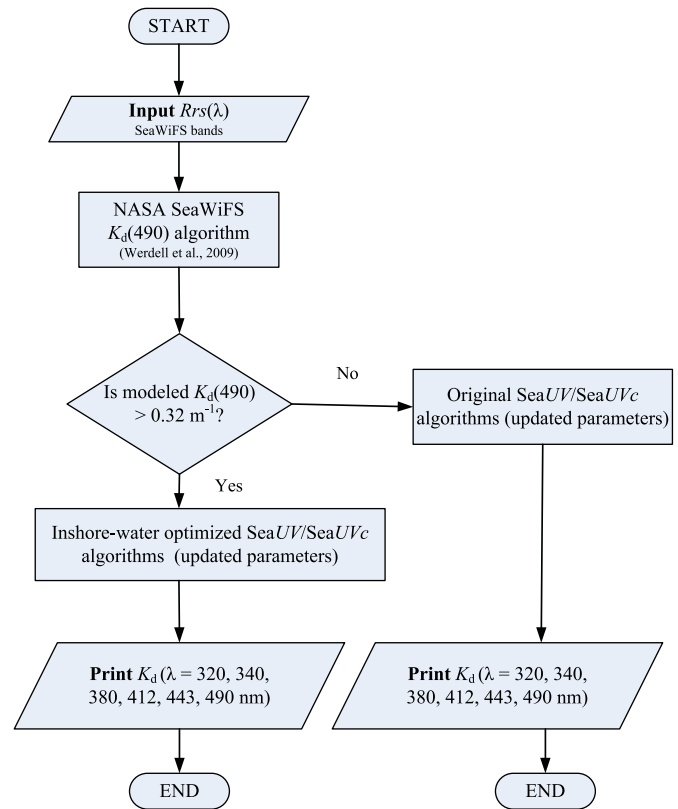 START
Input Rrs(λ)
SeaWiFS bands
NASA SeaWiFS
Kd(490) algorithm
(Werdell et al., 2009)
Is modeled Kd(490)
> 0.32 m⁻¹?
No
Original SeaUV/SeaUVc
algorithms (updated parameters)
Yes
Inshore-water optimized SeaUV/SeaUVc
algorithms (updated parameters)
Print Kd (λ = 320, 340,
380, 412, 443, 490 nm)
Print Kd (λ = 320, 340,
380, 412, 443, 490 nm)
END
END